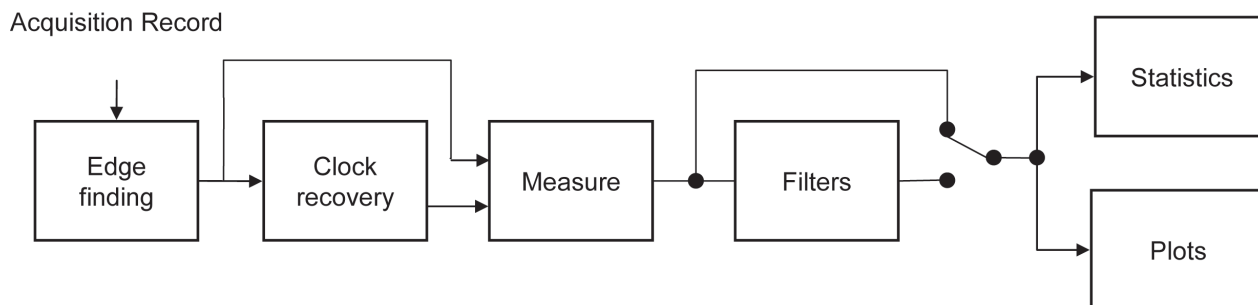 Acquisition Record
Edge
finding
Clock
recovery
Measure
Filters
Statistics
Plots